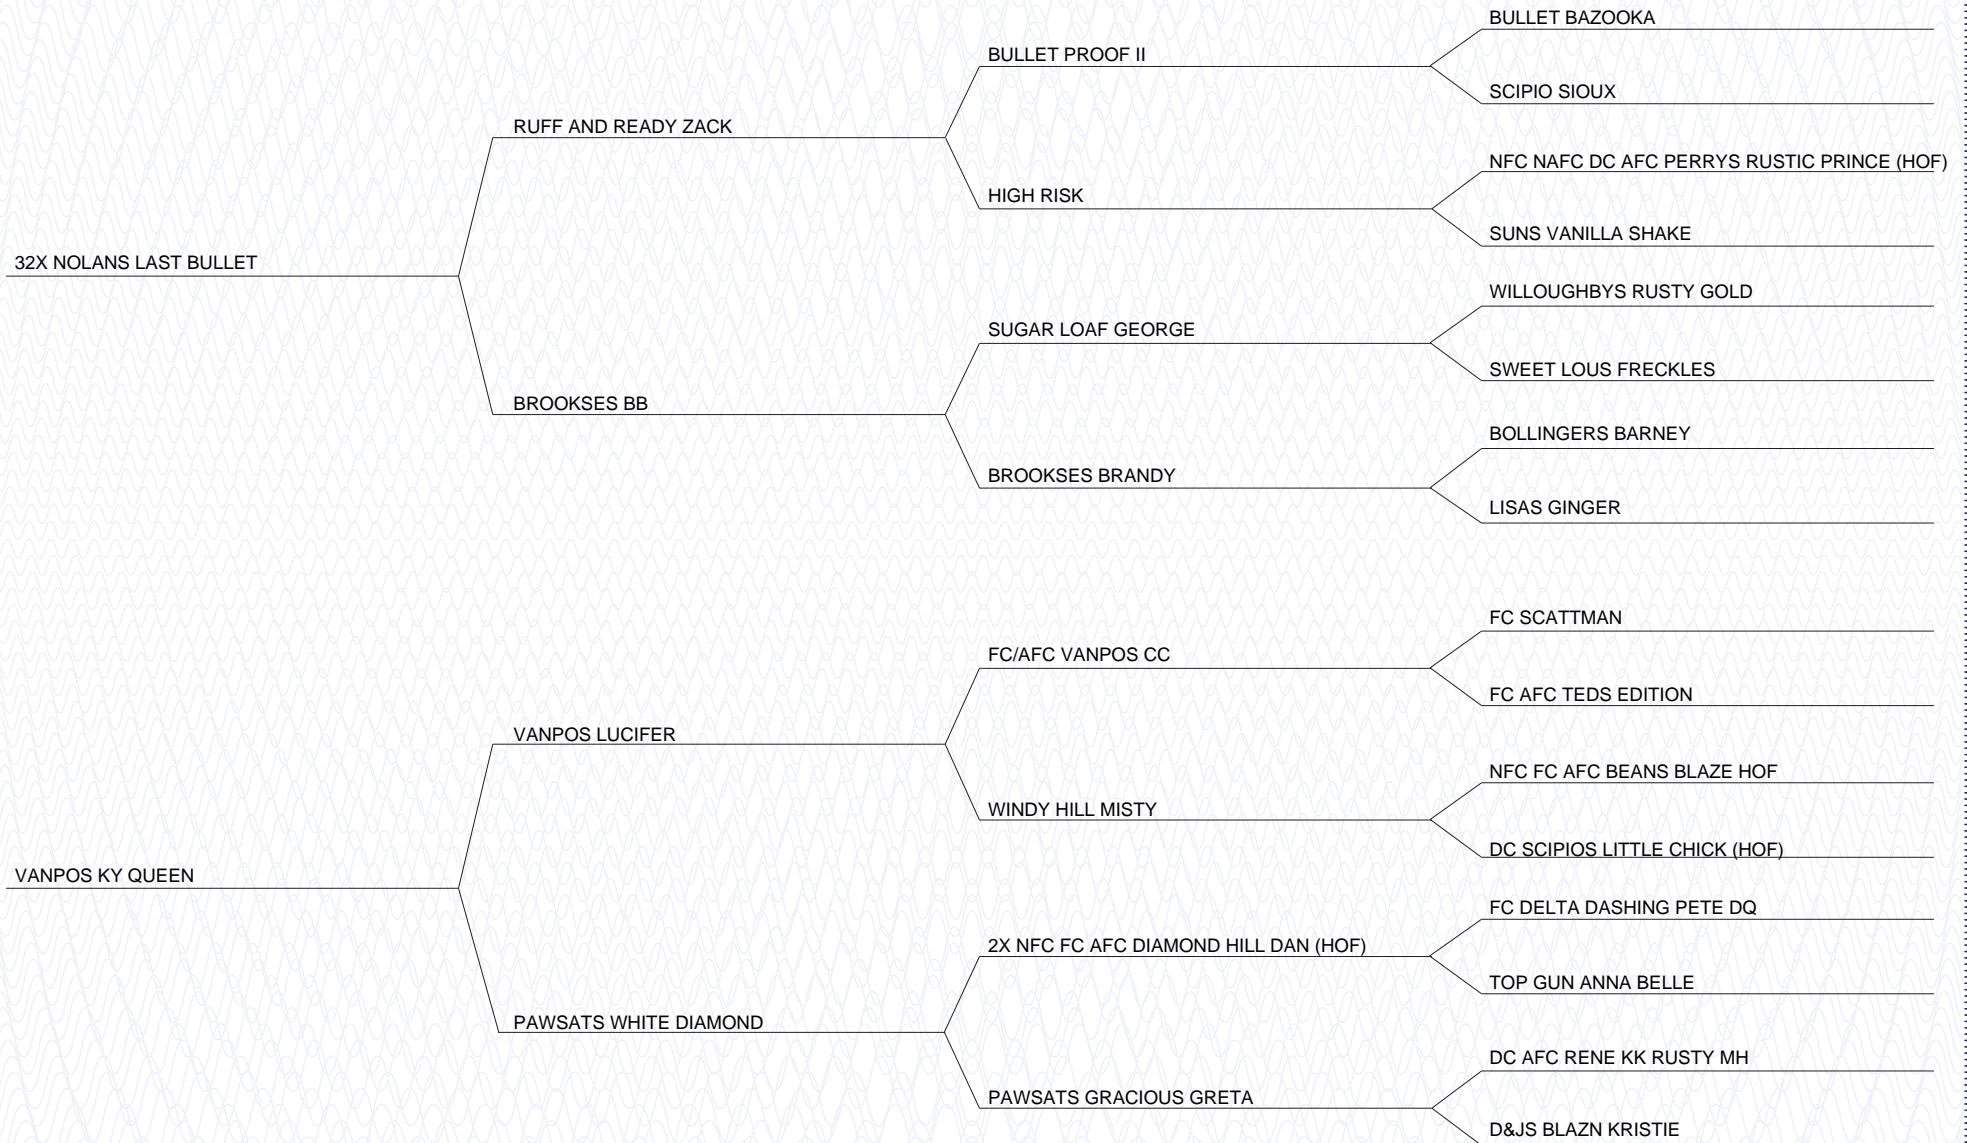 BULLET BAZOOKA
BULLET PROOF II
SCIPIO SIOUX
RUFF AND READY ZACK
NFC NAFC DC AFC PERRYS RUSTIC PRINCE (HOF)
HIGH RISK
SUNS VANILLA SHAKE
32X NOLANS LAST BULLET
WILLOUGHBYS RUSTY GOLD
SUGAR LOAF GEORGE
SWEET LOUS FRECKLES
BROOKSES BB
BOLLINGERS BARNEY
BROOKSES BRANDY
LISAS GINGER
FC SCATTMAN
FC/AFC VANPOS CC
FC AFC TEDS EDITION
VANPOS LUCIFER
NFC FC AFC BEANS BLAZE HOF
WINDY HILL MISTY
DC SCIPIOS LITTLE CHICK (HOF)
VANPOS KY QUEEN
FC DELTA DASHING PETE DQ
2X NFC FC AFC DIAMOND HILL DAN (HOF)
TOP GUN ANNA BELLE
PAWSATS WHITE DIAMOND
DC AFC RENE KK RUSTY MH
PAWSATS GRACIOUS GRETA
D&JS BLAZN KRISTIE